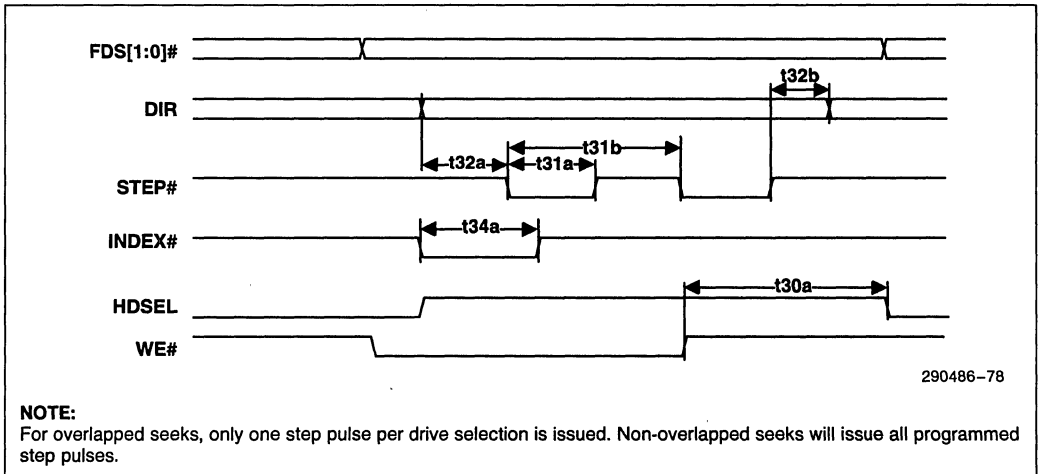 FDS[1:0]#
t32b
DIR
t31b
t32a
t31a
STEP#
t34a
INDEX#
t30a
HDSEL
WE#
290486–78
NOTE:
For overlapped seeks, only one step pulse per drive selection is issued. Non-overlapped seeks will issue all programmed
step pulses.